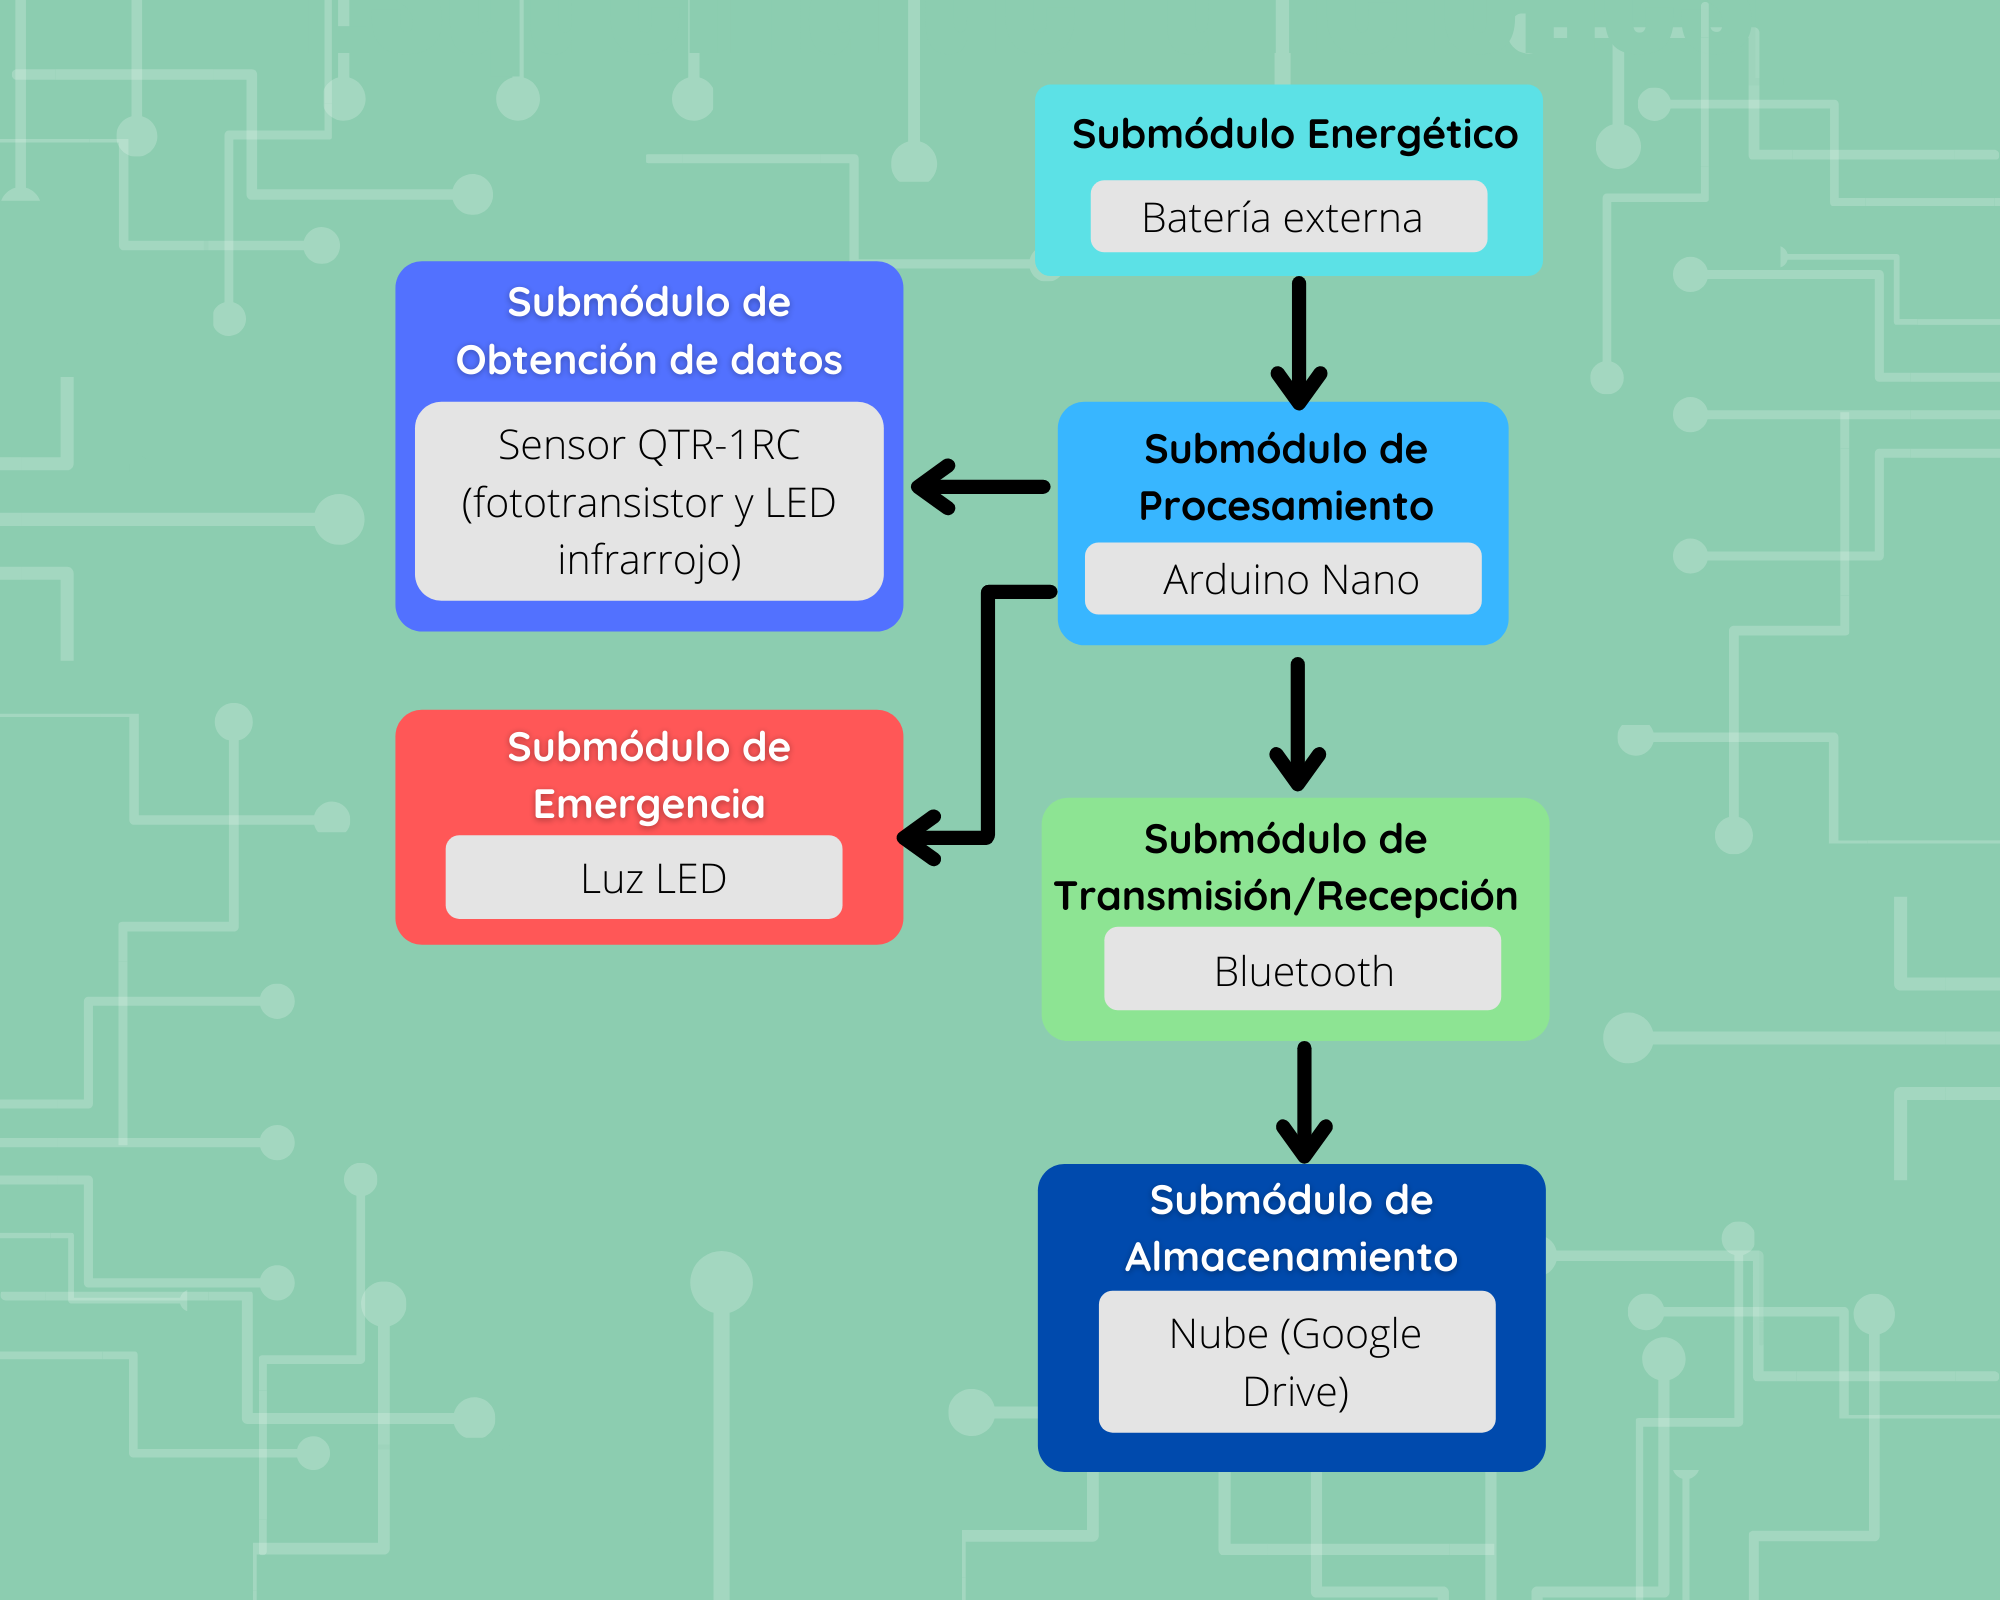 Submódulo Energético
Batería externa
Submódulo de
Obtención de datos
Sensor QTR-1RC
(fototransistor y LED
infrarrojo)
Submódulo de
Procesamiento
Arduino Nano
Submódulo de
Emergencia
Luz LED
Submódulo de
Transmisión/Recepción
Bluetooth
Submódulo de
Almacenamiento
Nube (Google
Drive)